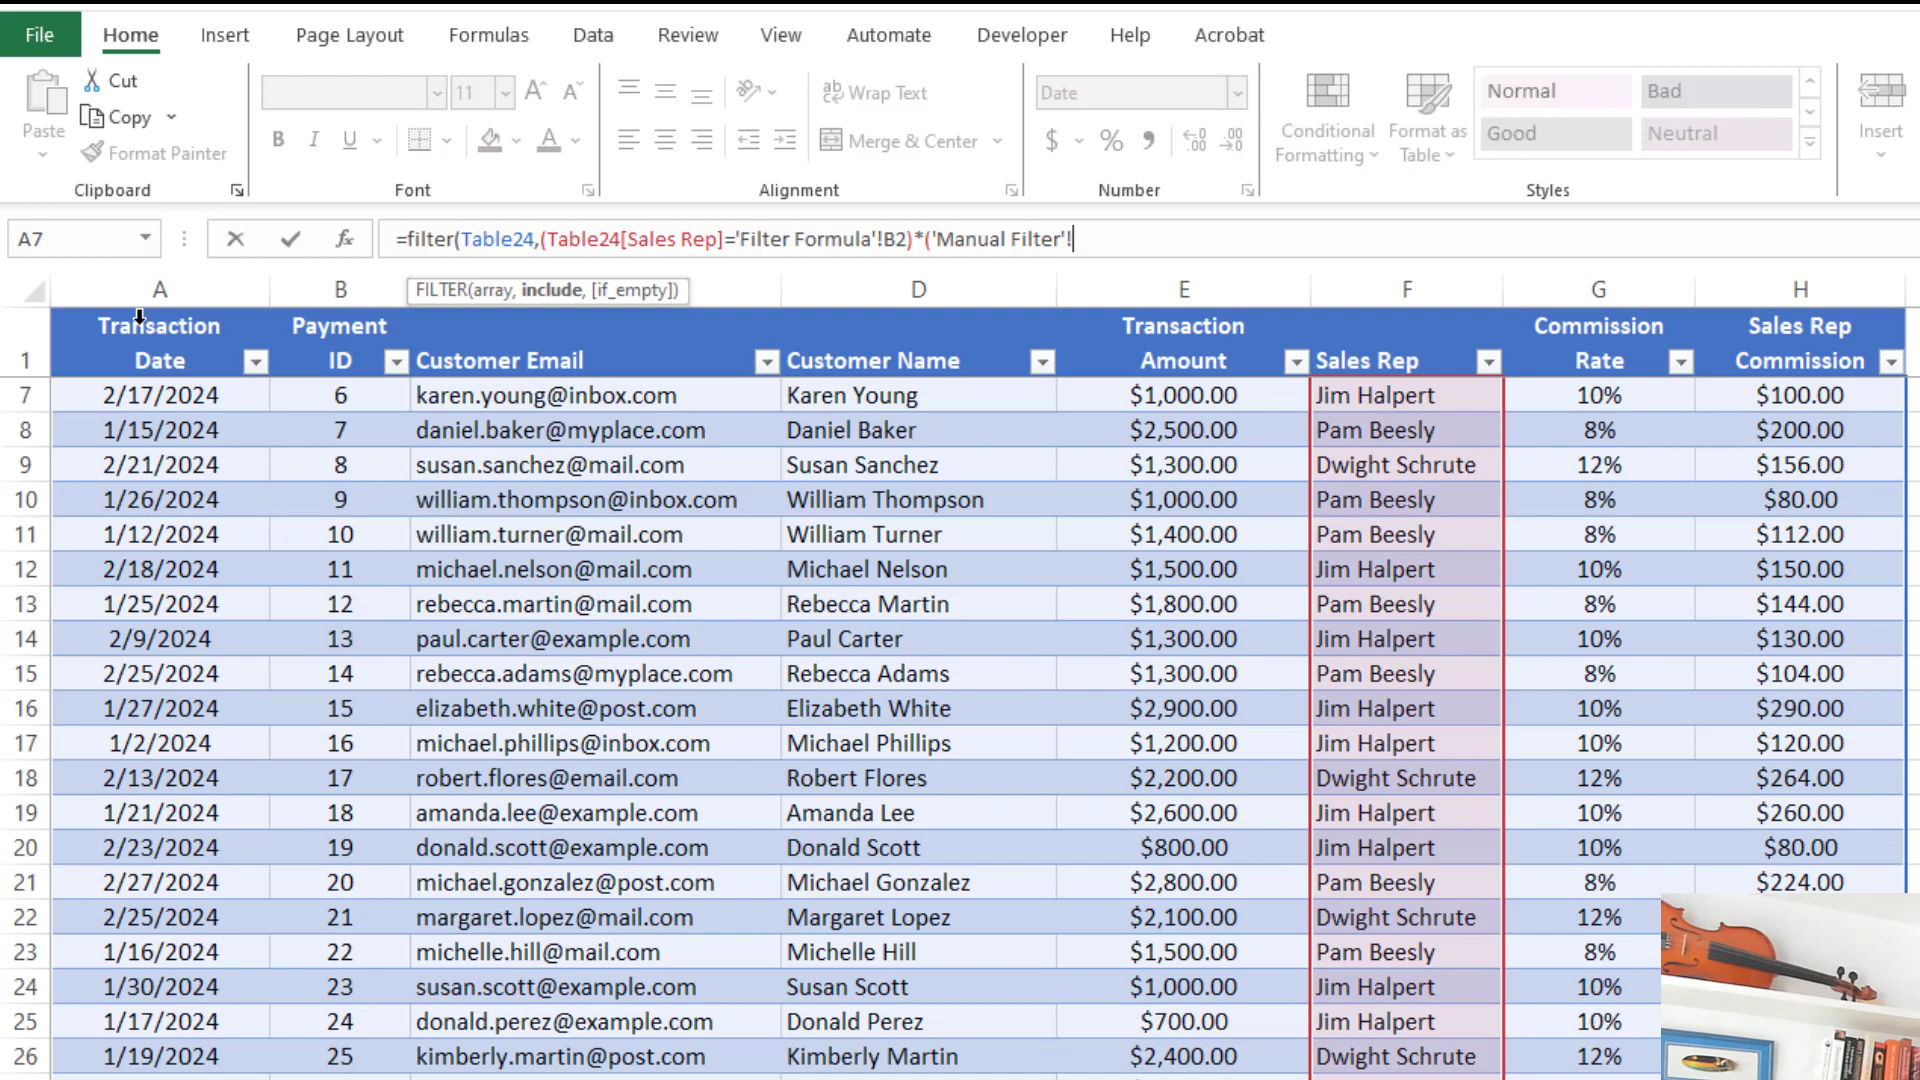 File Home Insert Page Layout Formulas Data Review View Automate Developer Help Acrobat
Paste Cut Copy Format Painter Clipboard
11 B I U A Font
ab Wrap Text Merge & Center Alignment
Date $ % Number
Conditional Formatting Format as Table Normal Bad Good Neutral Styles
Insert
A7 fx =filter(Table24,(Table24[Sales Rep]='Filter Formula'!B2)*('Manual Filter'!
FILTER(array, include, [if_empty])
A B D E F G H
1 Transaction Date Payment ID Customer Email Customer Name Transaction Amount Sales Rep Commission Rate Sales Rep Commission
7 2/17/2024 6 karen.young@inbox.com Karen Young $1,000.00 Jim Halpert 10% $100.00
8 1/15/2024 7 daniel.baker@myplace.com Daniel Baker $2,500.00 Pam Beesly 8% $200.00
9 2/21/2024 8 susan.sanchez@mail.com Susan Sanchez $1,300.00 Dwight Schrute 12% $156.00
10 1/26/2024 9 william.thompson@inbox.com William Thompson $1,000.00 Pam Beesly 8% $80.00
11 1/12/2024 10 william.turner@mail.com William Turner $1,400.00 Pam Beesly 8% $112.00
12 2/18/2024 11 michael.nelson@mail.com Michael Nelson $1,500.00 Jim Halpert 10% $150.00
13 1/25/2024 12 rebecca.martin@mail.com Rebecca Martin $1,800.00 Pam Beesly 8% $144.00
14 2/9/2024 13 paul.carter@example.com Paul Carter $1,300.00 Jim Halpert 10% $130.00
15 2/25/2024 14 rebecca.adams@myplace.com Rebecca Adams $1,300.00 Pam Beesly 8% $104.00
16 1/27/2024 15 elizabeth.white@post.com Elizabeth White $2,900.00 Jim Halpert 10% $290.00
17 1/2/2024 16 michael.phillips@inbox.com Michael Phillips $1,200.00 Jim Halpert 10% $120.00
18 2/13/2024 17 robert.flores@email.com Robert Flores $2,200.00 Dwight Schrute 12% $264.00
19 1/21/2024 18 amanda.lee@example.com Amanda Lee $2,600.00 Jim Halpert 10% $260.00
20 2/23/2024 19 donald.scott@example.com Donald Scott $800.00 Jim Halpert 10% $80.00
21 2/27/2024 20 michael.gonzalez@post.com Michael Gonzalez $2,800.00 Pam Beesly 8% $224.00
22 2/25/2024 21 margaret.lopez@mail.com Margaret Lopez $2,100.00 Dwight Schrute 12%
23 1/16/2024 22 michelle.hill@mail.com Michelle Hill $1,500.00 Pam Beesly 8%
24 1/30/2024 23 susan.scott@example.com Susan Scott $1,000.00 Jim Halpert 10%
25 1/17/2024 24 donald.perez@example.com Donald Perez $700.00 Jim Halpert 10%
26 1/19/2024 25 kimberly.martin@post.com Kimberly Martin $2,400.00 Dwight Schrute 12%